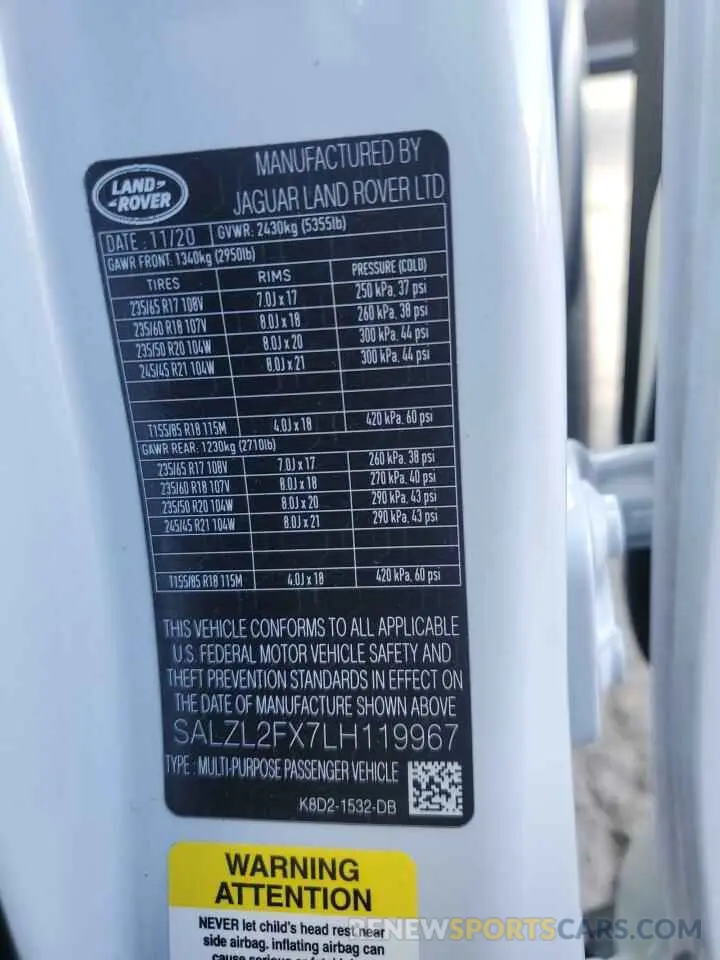 LAND-
-ROVER
MANUFACTURED BY
JAGUAR LAND ROVER LTD
DATE : 11/20 GVWR: 2430kg (5355lb)
GAWR FRONT: 1340kg (2950lb)
TIRES RIMS PRESSURE (COLD)
235/65 R17 108V 7.0J x 17 250 kPa, 37 psi
235/60 R18 107V 8.0J x 18 260 kPa, 38 psi
235/50 R20 104W 8.0J x 20 300 kPa, 44 psi
245/45 R21 104W 8.0J x 21 300 kPa, 44 psi
T155/85 R18 115M 4.0J x 18 420 kPa, 60 psi
GAWR REAR: 1230kg (2710lb)
235/65 R17 108V 7.0J x 17 260 kPa, 38 psi
235/60 R18 107V 8.0J x 18 270 kPa, 40 psi
235/50 R20 104W 8.0J x 20 290 kPa, 43 psi
245/45 R21 104W 8.0J x 21 290 kPa, 43 psi
T155/85 R18 115M 4.0J x 18 420 kPa, 60 psi
THIS VEHICLE CONFORMS TO ALL APPLICABLE
U.S. FEDERAL MOTOR VEHICLE SAFETY AND
THEFT PREVENTION STANDARDS IN EFFECT ON
THE DATE OF MANUFACTURE SHOWN ABOVE
SALZL2FX7LH119967
TYPE : MULTI-PURPOSE PASSENGER VEHICLE
K8D2-1532-DB
WARNING
ATTENTION
NEVER let child's head rest near
side airbag, inflating airbag can
cause serious
RENEWSPORTSCARS.COM